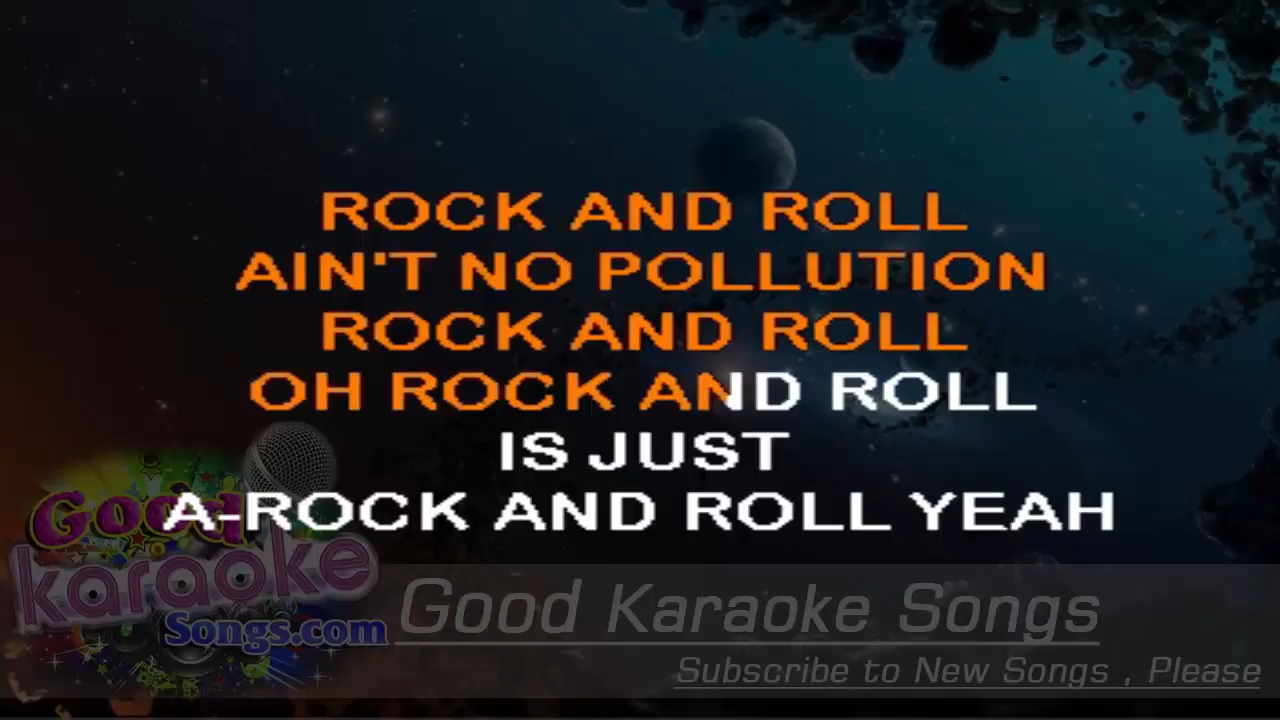 ROCK AND ROLL
AIN'T NO POLLUTION
ROCK AND ROLL
OH ROCK AND ROLL
IS JUST
A-ROCK AND ROLL YEAH
Good
karaoke
Songs.com
Good Karaoke Songs
Subscribe to New Songs , Please